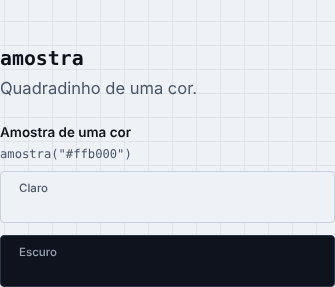 amostra
Quadradinho de uma cor.
Amostra de uma cor
amostra("#ffb000")
Claro
Escuro